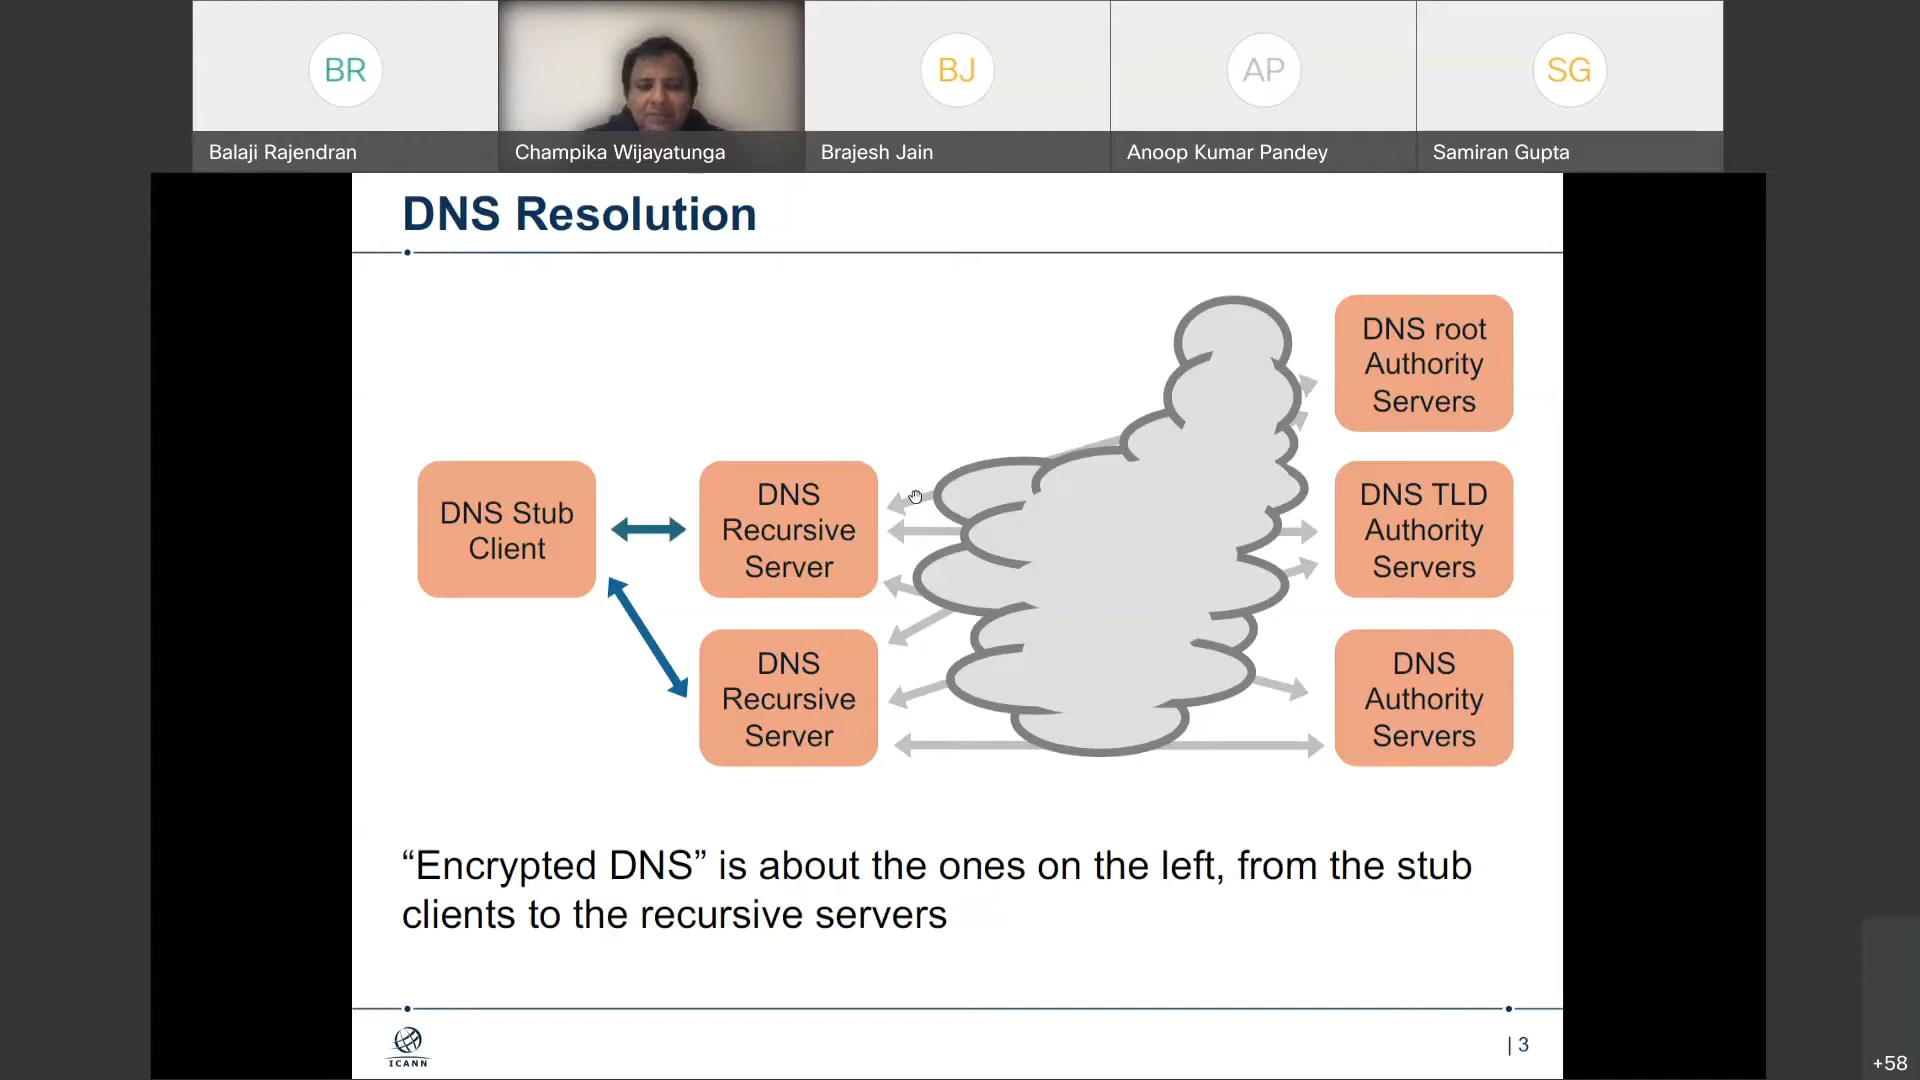 BR
BJ
AP
SG
Balaji Rajendran
Champika Wijayatunga
Brajesh Jain
Anoop Kumar Pandey
Samiran Gupta
DNS Resolution
DNS Stub
Client
DNS
Recursive
Server
DNS
Recursive
Server
DNS root
Authority
Servers
DNS TLD
Authority
Servers
DNS
Authority
Servers
“Encrypted DNS” is about the ones on the left, from the stub
clients to the recursive servers
ICANN
| 3
+58